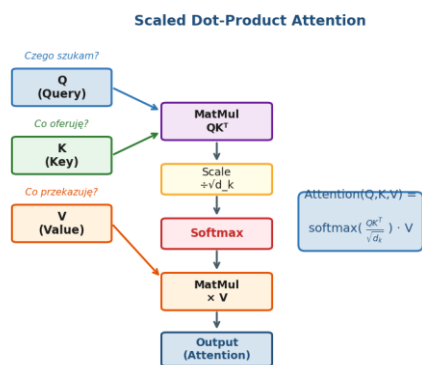 Scaled Dot-Product Attention
Czego szukam?
Q
(Query)
Co oferuję?
K
(Key)
Co przekazuję?
V
(Value)
MatMul
QKᵀ
Scale
÷√d_k
Softmax
MatMul
× V
Output
(Attention)
Attention(Q,K,V) =
softmax( QKᵀ/√dₖ ) · V